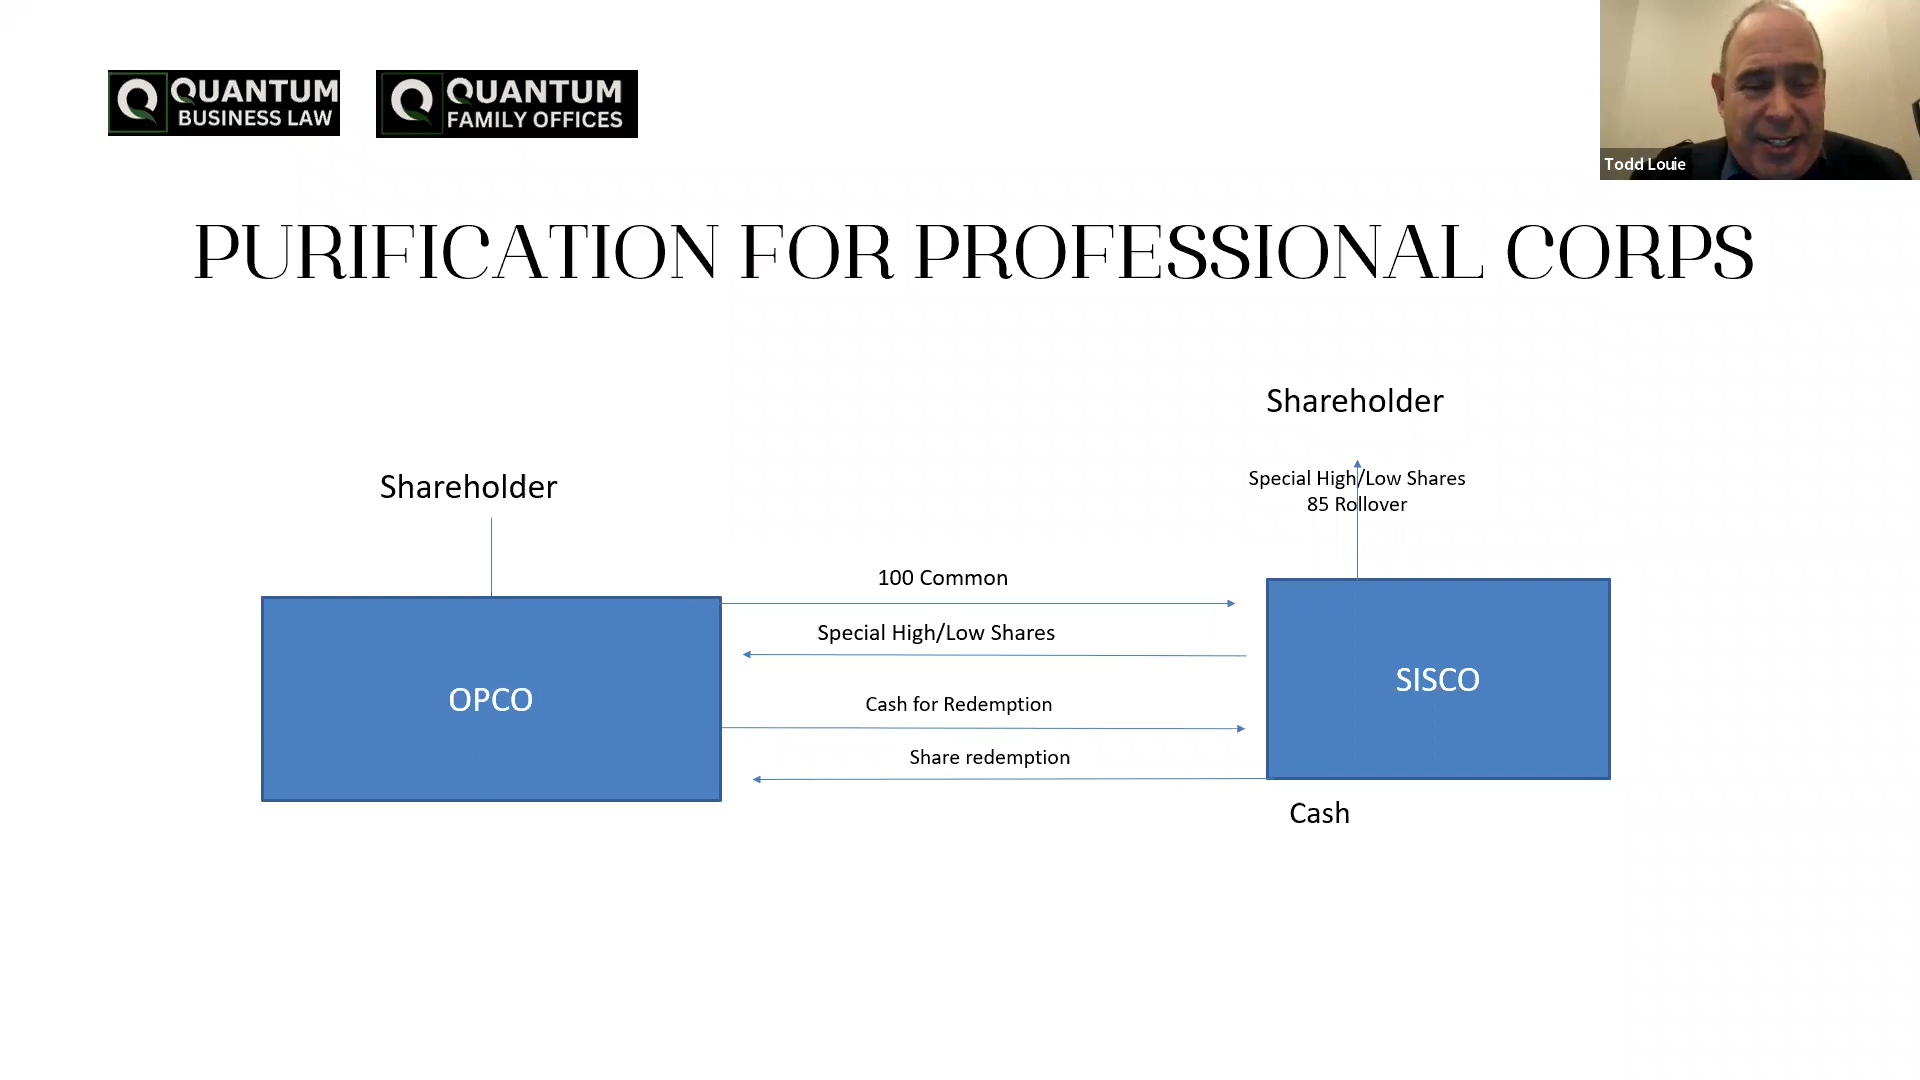 QUANTUM
BUSINESS LAW
QUANTUM
FAMILY OFFICES
Todd Louie
PURIFICATION FOR PROFESSIONAL CORPS
Shareholder
Special High/Low Shares
85 Rollover
Shareholder
100 Common
Special High/Low Shares
Cash for Redemption
Share redemption
OPCO
SISCO
Cash